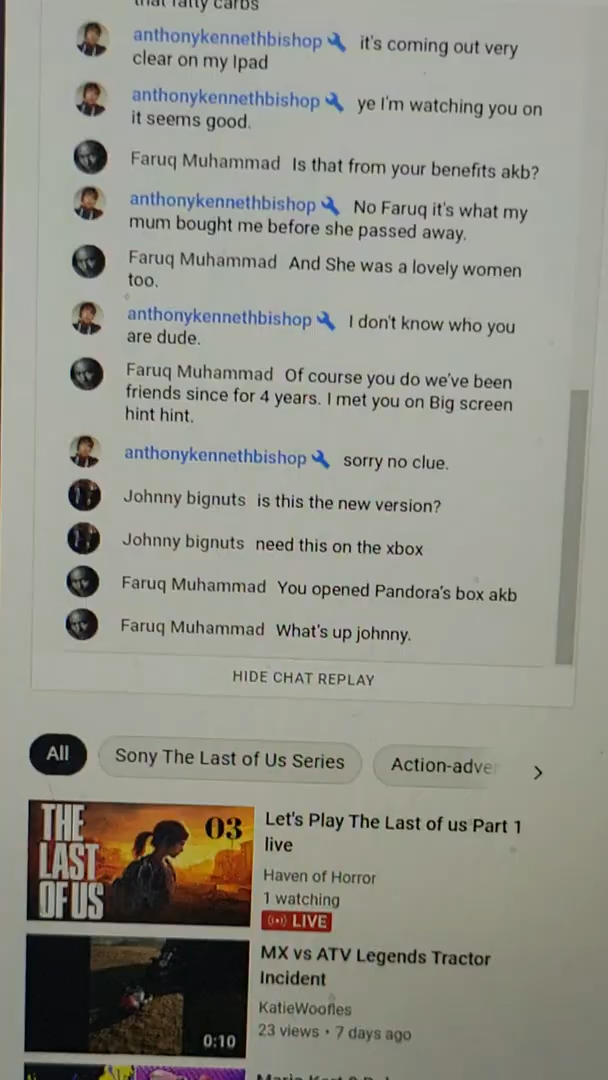 that fatty carbs
anthonykennethbishop it's coming out very
clear on my Ipad
anthonykennethbishop ye I'm watching you on
it seems good.
Faruq Muhammad Is that from your benefits akb?
anthonykennethbishop No Faruq it's what my
mum bought me before she passed away.
Faruq Muhammad And She was a lovely women
too.
anthonykennethbishop I don't know who you
are dude.
Faruq Muhammad Of course you do we've been
friends since for 4 years. I met you on Big screen
hint hint.
anthonykennethbishop sorry no clue.
Johnny bignuts is this the new version?
Johnny bignuts need this on the xbox
Faruq Muhammad You opened Pandora's box akb
Faruq Muhammad What's up johnny.
HIDE CHAT REPLAY
All Sony The Last of Us Series Action-adve
THE
LAST
OF US
03
Let's Play The Last of us Part 1
live
Haven of Horror
1 watching
LIVE
MX vs ATV Legends Tractor
Incident
KatieWoofles
23 views • 7 days ago
0:10